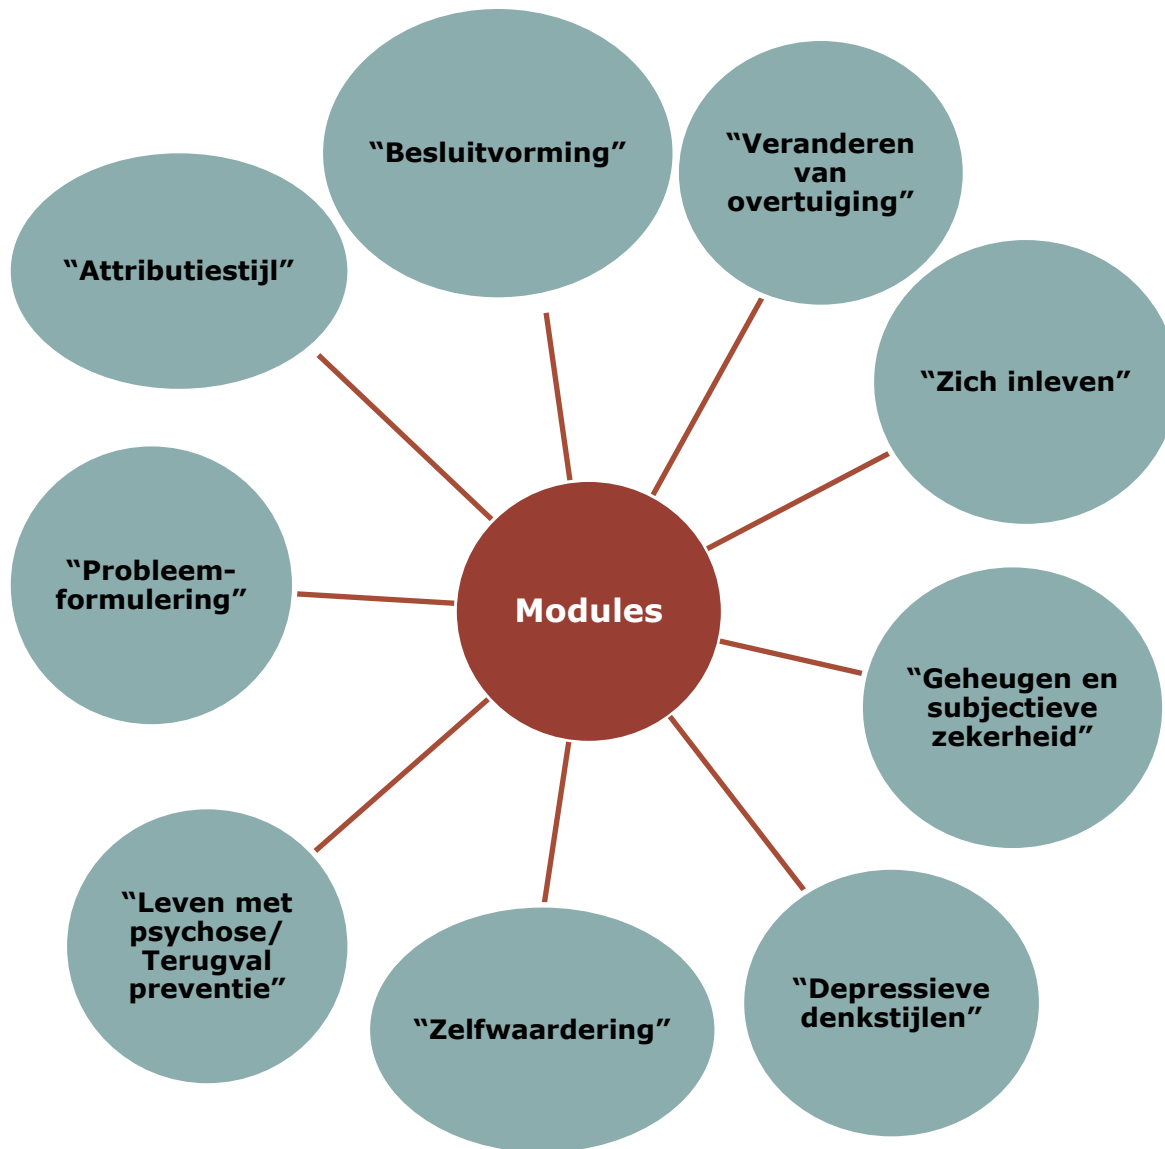 “Besluitvorming”
“Veranderen
van
overtuiging”
“Attributiestijl”
“Zich inleven”
“Probleem-
formulering”
Modules
“Geheugen en
subjectieve
zekerheid”
“Leven met
psychose/
Terugval
preventie”
“Zelfwaardering”
“Depressieve
denkstijlen”